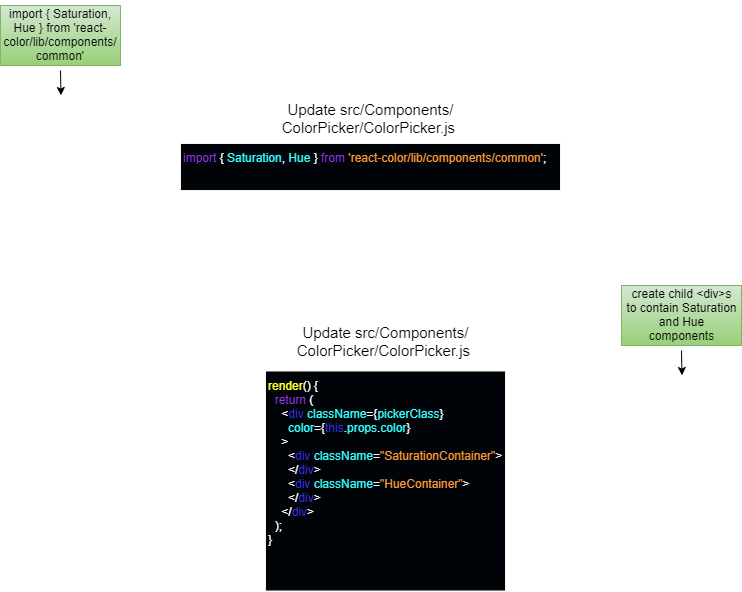 import { Saturation,
Hue } from 'react-
color/lib/components/
common'
Update src/Components/
ColorPicker/ColorPicker.js
import { Saturation, Hue } from 'react-color/lib/components/common';
create child <div>s
to contain Saturation
and Hue
components
Update src/Components/
ColorPicker/ColorPicker.js
render() {
return (
<div className={pickerClass}
color={this.props.color}
>
<div className="SaturationContainer">
</div>
<div className="HueContainer">
</div>
</div>
);
}